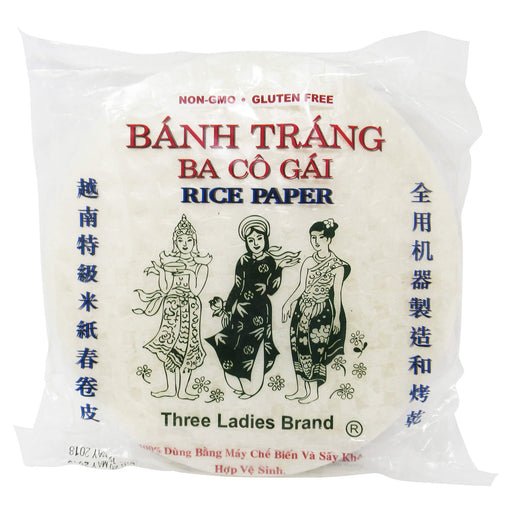 NON-GMO • GLUTEN FREE
BÁNH TRÁNG
BA CÔ GÁI
RICE PAPER
越南特級米紙春卷皮
全用机器製造和烤乾
Three Ladies Brand ®
Dùng Bằng Máy Chế Biến Và Sấy Khô
Hợp Vệ Sinh.
MAY 2018